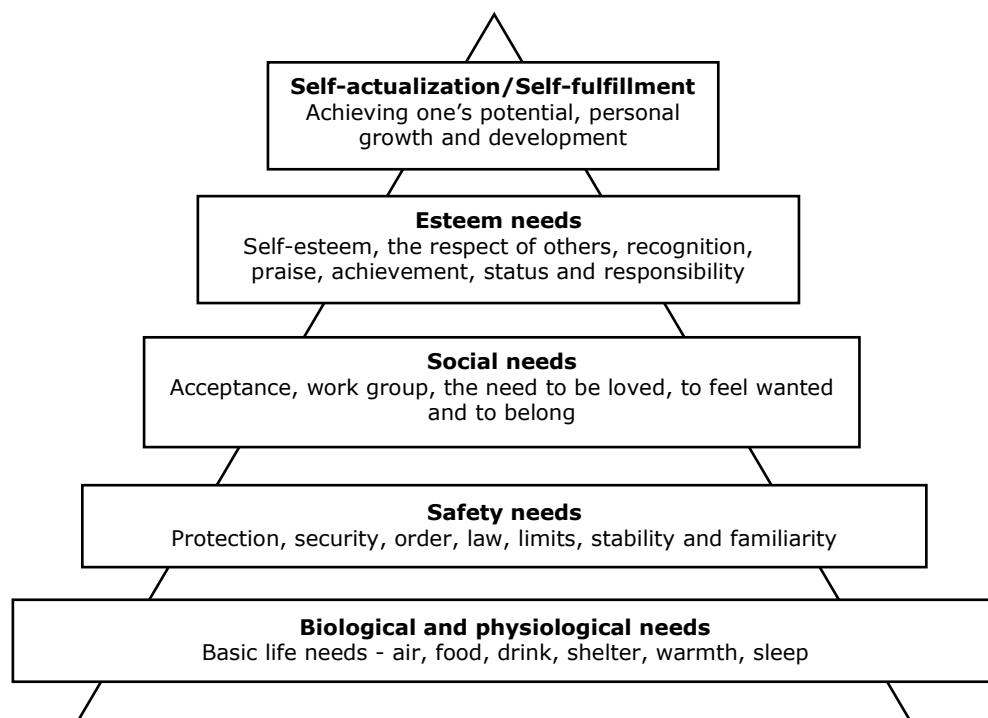 Self-actualization/Self-fulfillment
Achieving one’s potential, personal
growth and development
Esteem needs
Self-esteem, the respect of others, recognition,
praise, achievement, status and responsibility
Social needs
Acceptance, work group, the need to be loved, to feel wanted
and to belong
Safety needs
Protection, security, order, law, limits, stability and familiarity
Biological and physiological needs
Basic life needs - air, food, drink, shelter, warmth, sleep